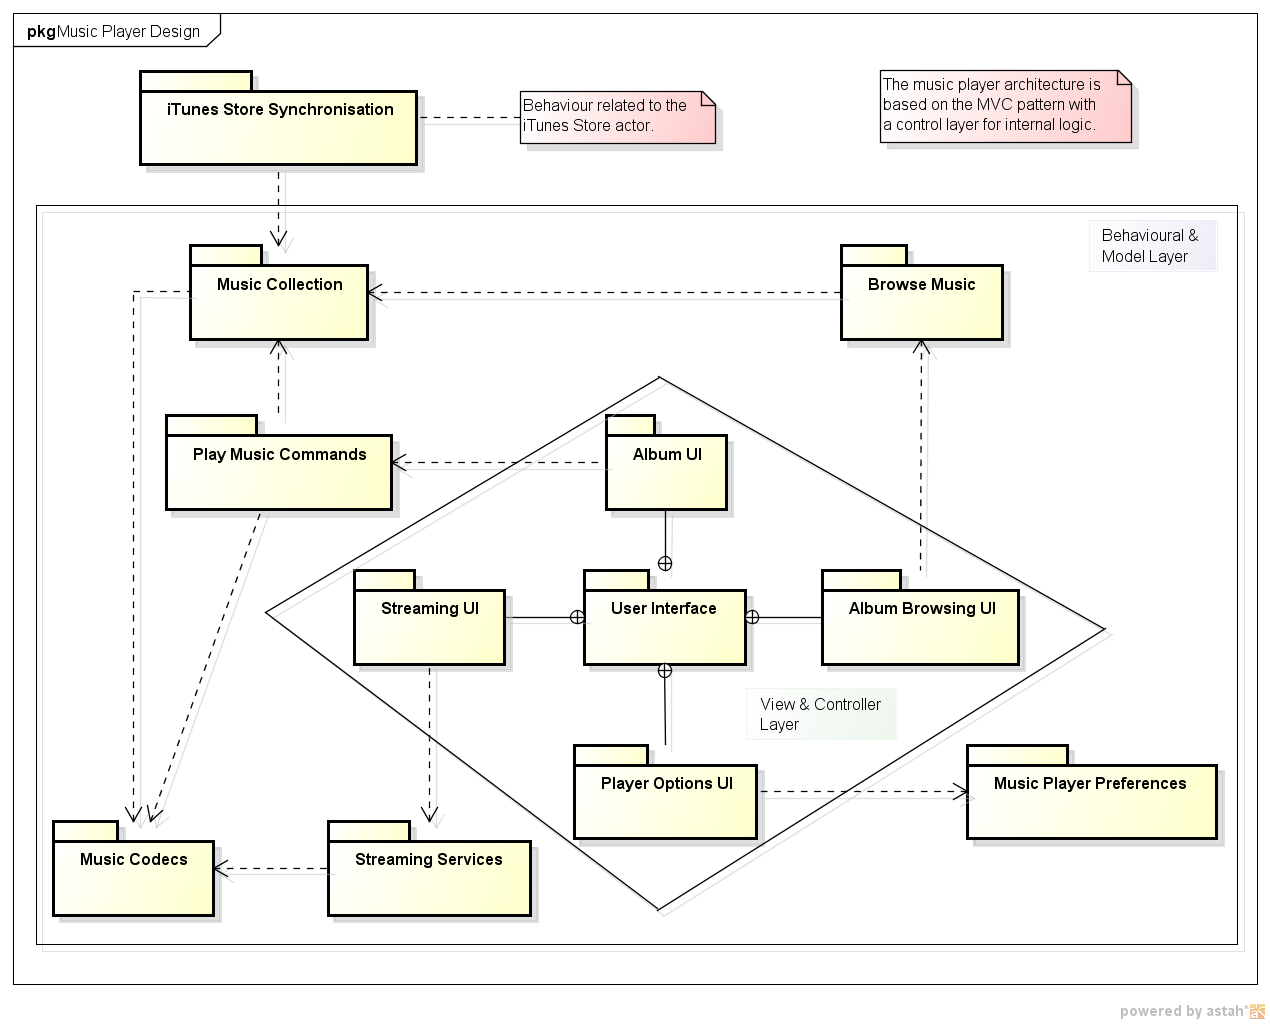 pkg Music Player Design
iTunes Store Synchronisation
Behaviour related to the
iTunes Store actor.
The music player architecture is
based on the MVC pattern with
a control layer for internal logic.
Behavioural &
Model Layer
Music Collection
Browse Music
Play Music Commands
Album UI
Streaming UI
User Interface
Album Browsing UI
View & Controller
Layer
Player Options UI
Music Player Preferences
Music Codecs
Streaming Services
powered by astah*